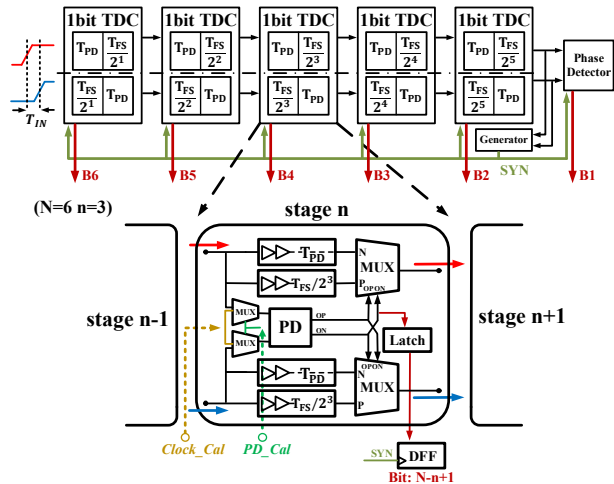 1bit TDC 1bit TDC 1bit TDC 1bit TDC 1bit TDC
T_PD T_FS/2^1 T_PD T_FS/2^2 T_PD T_FS/2^3 T_PD T_FS/2^4 T_PD T_FS/2^5
Phase
Detector
T_FS/2^1 T_PD T_FS/2^2 T_PD T_FS/2^3 T_PD T_FS/2^4 T_PD T_FS/2^5 T_PD
T_IN
Generator
SYN
B6 B5 B4 B3 B2 B1
(N=6 n=3)
stage n
T_PD N
MUX
T_FS/2^3 P OPON
MUX
stage n-1
PD
OP
ON
stage n+1
MUX
Latch
T_PD N OPON
MUX
T_FS/2^3 P
Clock_Cal PD_Cal
SYN DFF
Bit: N-n+1